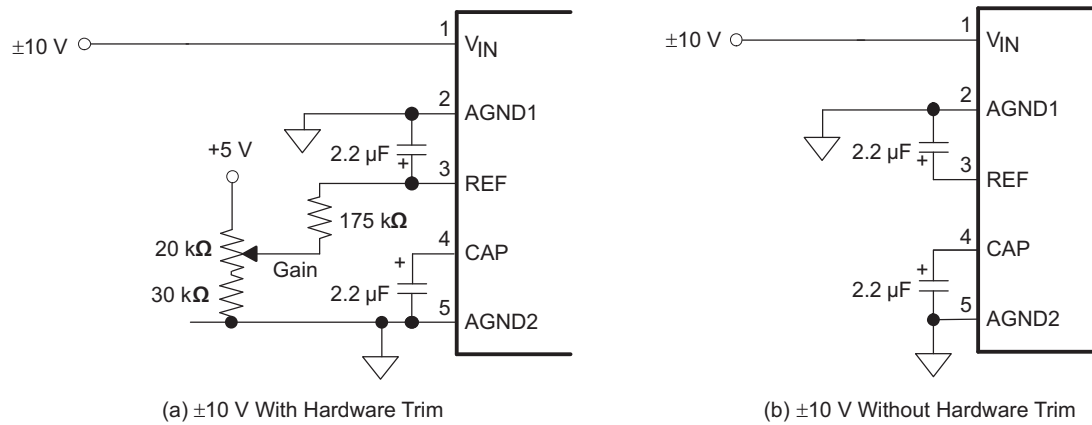 ±10 V
1
V_IN
2
AGND1
2.2 µF
+
+5 V
3
REF
175 kΩ
20 kΩ
Gain
4
CAP
+
30 kΩ
2.2 µF
5
AGND2
(a) ±10 V With Hardware Trim
±10 V
1
V_IN
2
AGND1
2.2 µF
+
3
REF
4
CAP
+
2.2 µF
5
AGND2
(b) ±10 V Without Hardware Trim